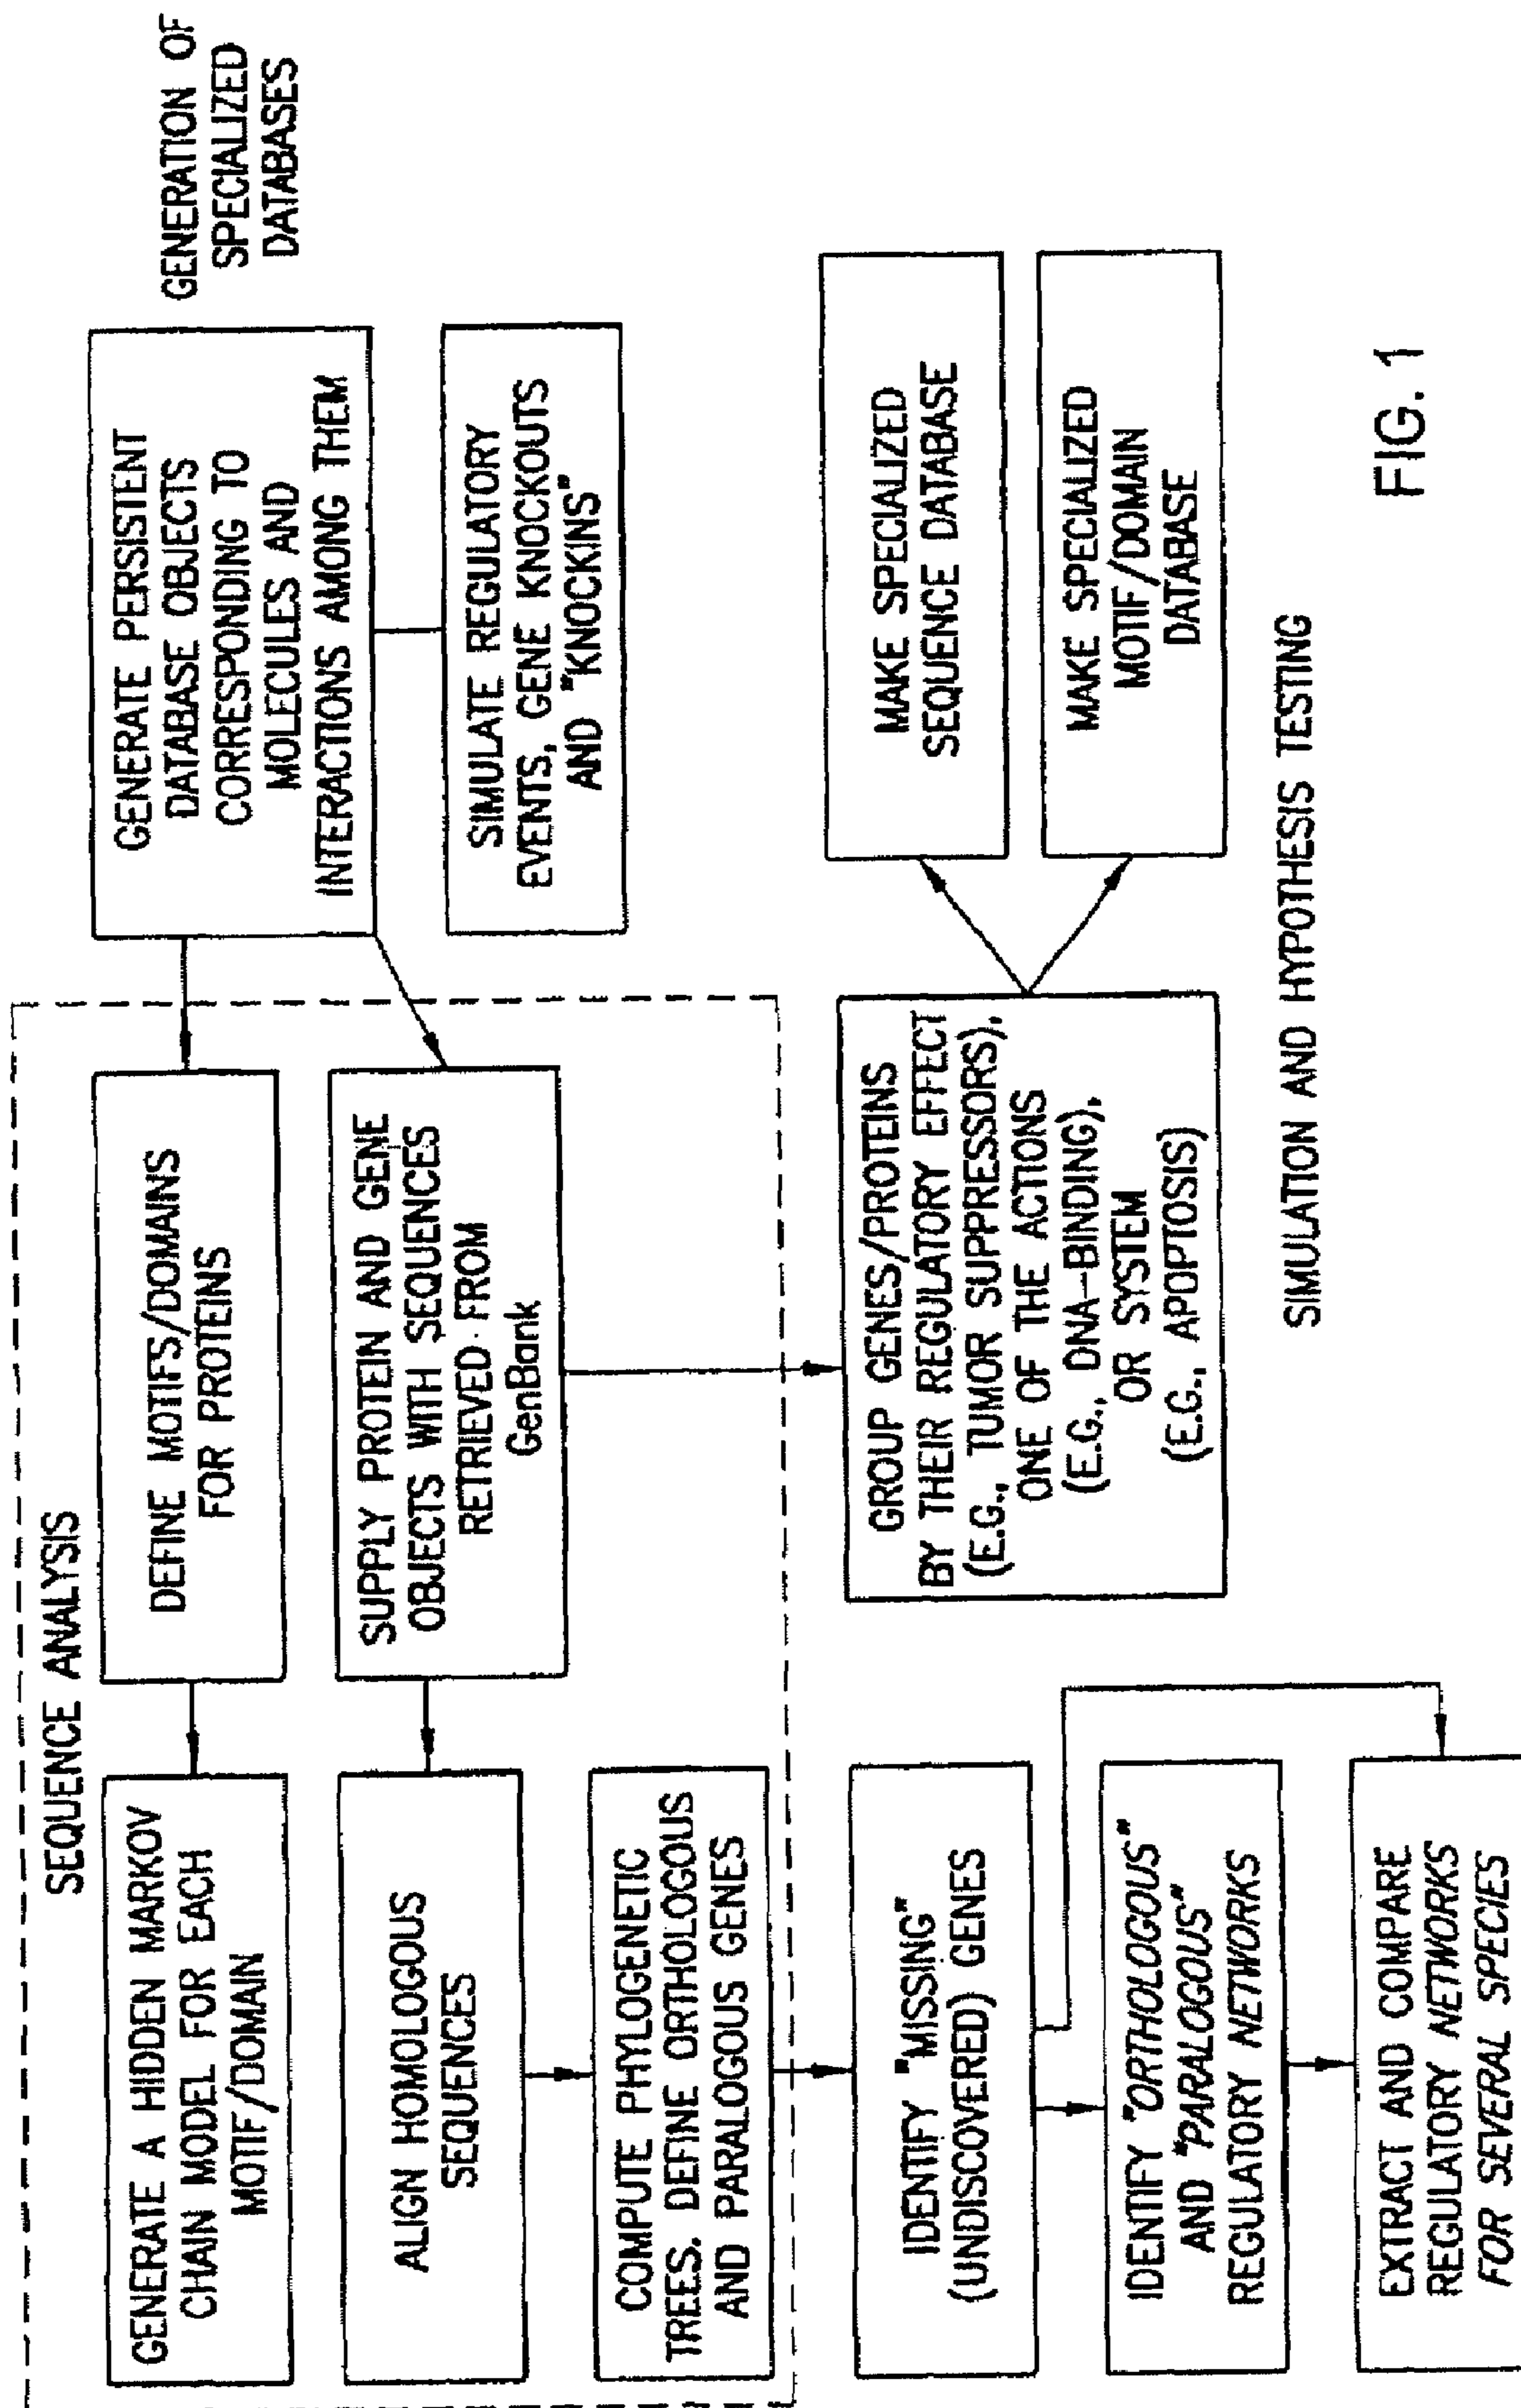 SEQUENCE ANALYSIS
GENERATE A HIDDEN MARKOV
CHAIN MODEL FOR EACH
MOTIF/DOMAIN
DEFINE MOTIFS/DOMAINS
FOR PROTEINS
GENERATE PERSISTENT
DATABASE OBJECTS
CORRESPONDING TO
MOLECULES AND
INTERACTIONS AMONG THEM
GENERATION OF
SPECIALIZED
DATABASES
ALIGN HOMOLOGOUS
SEQUENCES
SUPPLY PROTEIN AND GENE
OBJECTS WITH SEQUENCES
RETRIEVED FROM
GenBank
SIMULATE REGULATORY
EVENTS, GENE KNOCKOUTS
AND "KNOCKINS"
COMPUTE PHYLOGENETIC
TREES. DEFINE ORTHOLOGOUS
AND PARALOGOUS GENES
IDENTIFY "MISSING"
(UNDISCOVERED) GENES
GROUP GENES/PROTEINS
BY THEIR REGULATORY EFFECT
(E.G., TUMOR SUPPRESSORS),
ONE OF THE ACTIONS
(E.G., DNA-BINDING),
OR SYSTEM
(E.G., APOPTOSIS)
MAKE SPECIALIZED
SEQUENCE DATABASE
MAKE SPECIALIZED
MOTIF/DOMAIN
DATABASE
IDENTIFY "ORTHOLOGOUS"
AND "PARALOGOUS"
REGULATORY NETWORKS
EXTRACT AND COMPARE
REGULATORY NETWORKS
FOR SEVERAL SPECIES
SIMULATION AND HYPOTHESIS TESTING
FIG. 1